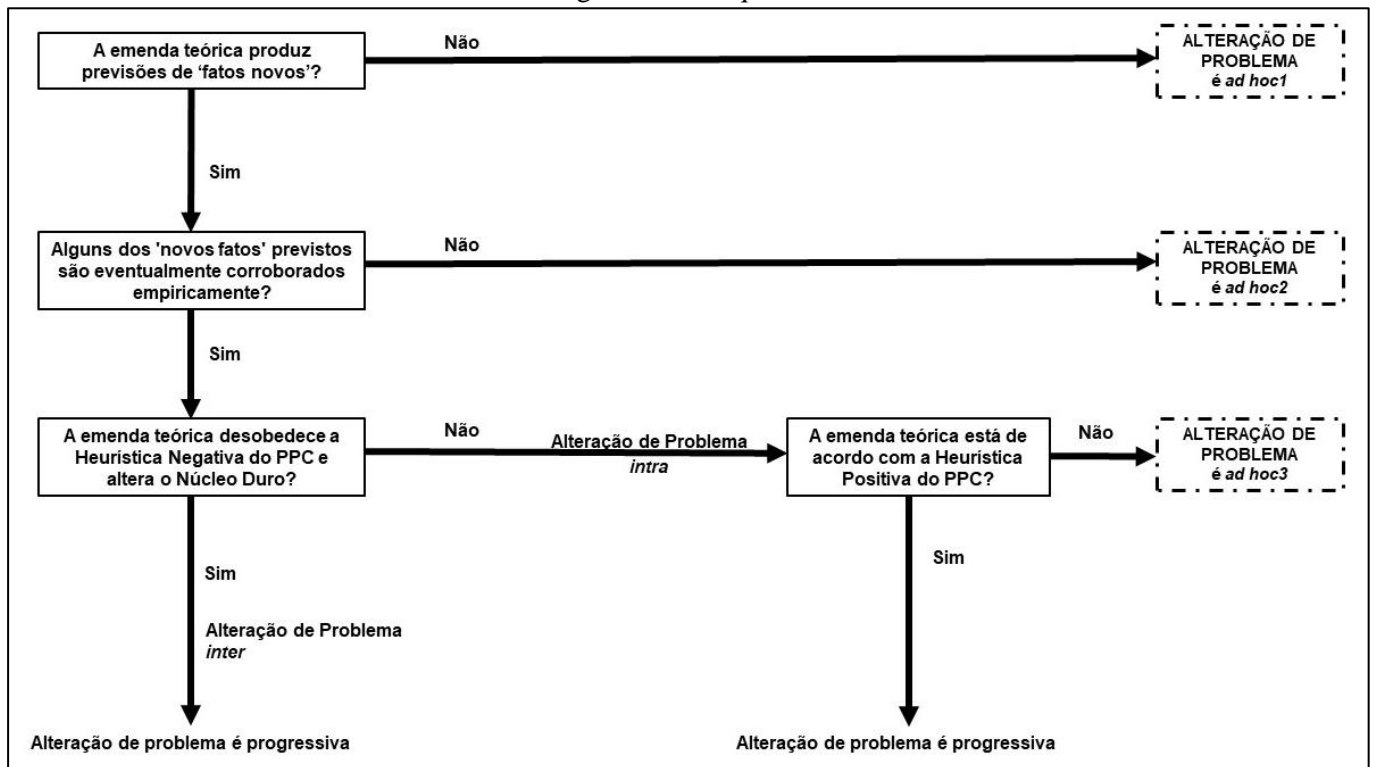 A emenda teórica produz
previsões de ‘fatos novos’?
Não
ALTERAÇÃO DE
PROBLEMA
é ad hoc1
Sim
Alguns dos 'novos fatos' previstos
são eventualmente corroborados
empiricamente?
Não
ALTERAÇÃO DE
PROBLEMA
é ad hoc2
Sim
A emenda teórica desobedece a
Heurística Negativa do PPC e
altera o Núcleo Duro?
Não
Alteração de Problema
intra
A emenda teórica está de
acordo com a Heurística
Positiva do PPC?
Não
ALTERAÇÃO DE
PROBLEMA
é ad hoc3
Sim
Alteração de Problema
inter
Sim
Alteração de problema é progressiva
Alteração de problema é progressiva